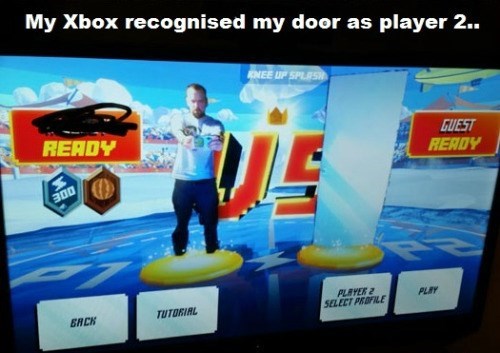 My Xbox recognised my door as player 2..
KNEE UP SPLASH
READY
GUEST
READY
300
VS
P1
P2
BACK
TUTORIAL
PLAYER 2
SELECT PROFILE
PLAY